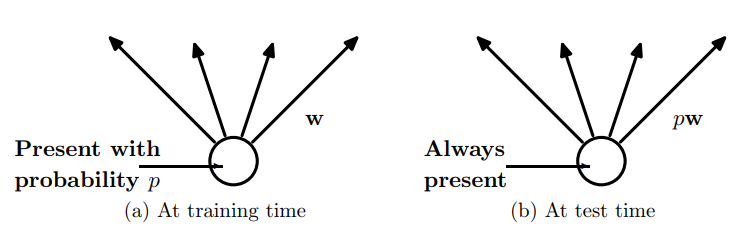 w
Present with
probability p
(a) At training time
pw
Always
present
(b) At test time